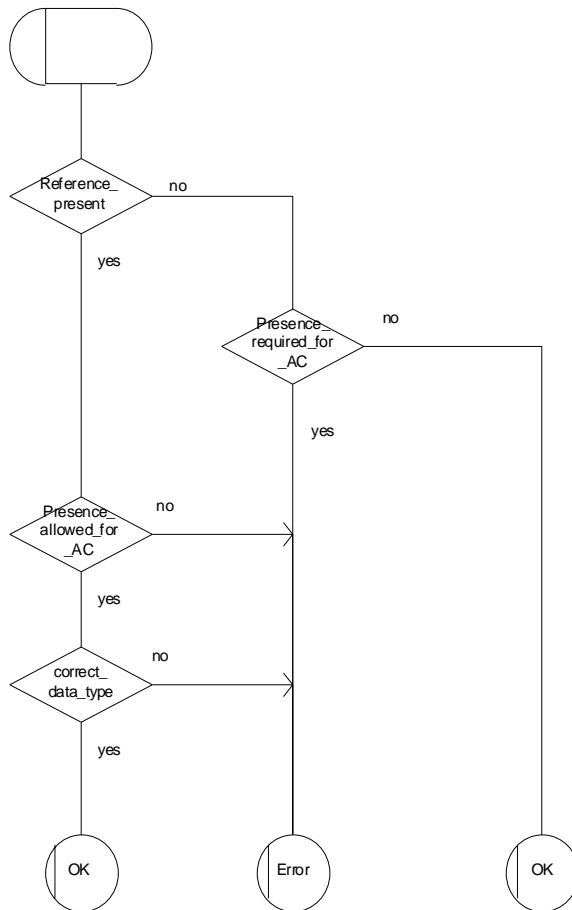 Reference_
present
no
yes
Presence_
required_for
_AC
no
yes
Presence_
allowed_for
_AC
no
yes
correct_
data_type
no
yes
OK
Error
OK